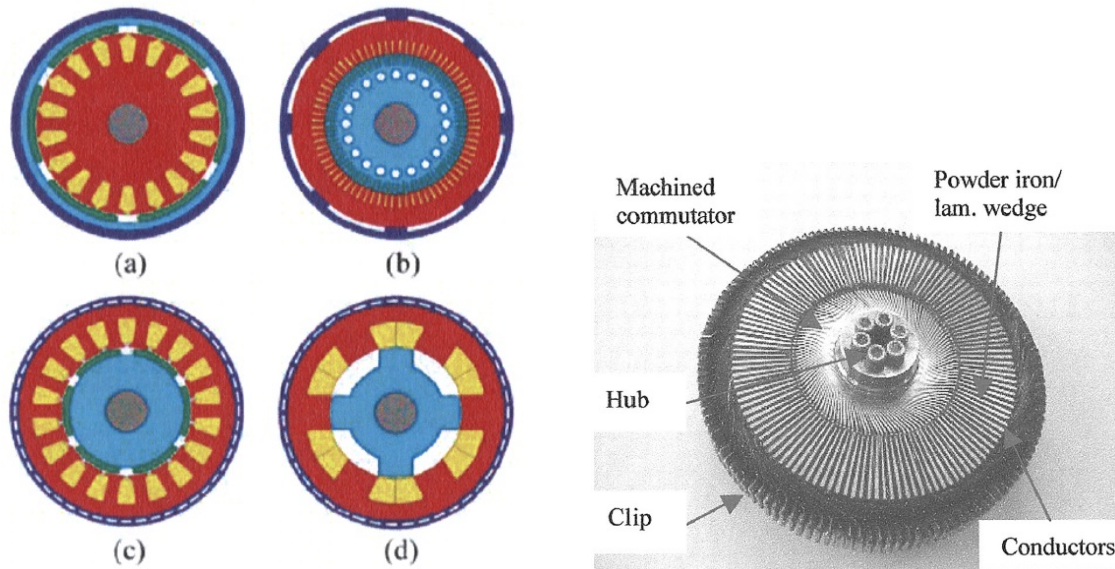 (a)
(b)
(c)
(d)
Machined
commutator
Powder iron/
lam. wedge
Hub
Clip
Conductors